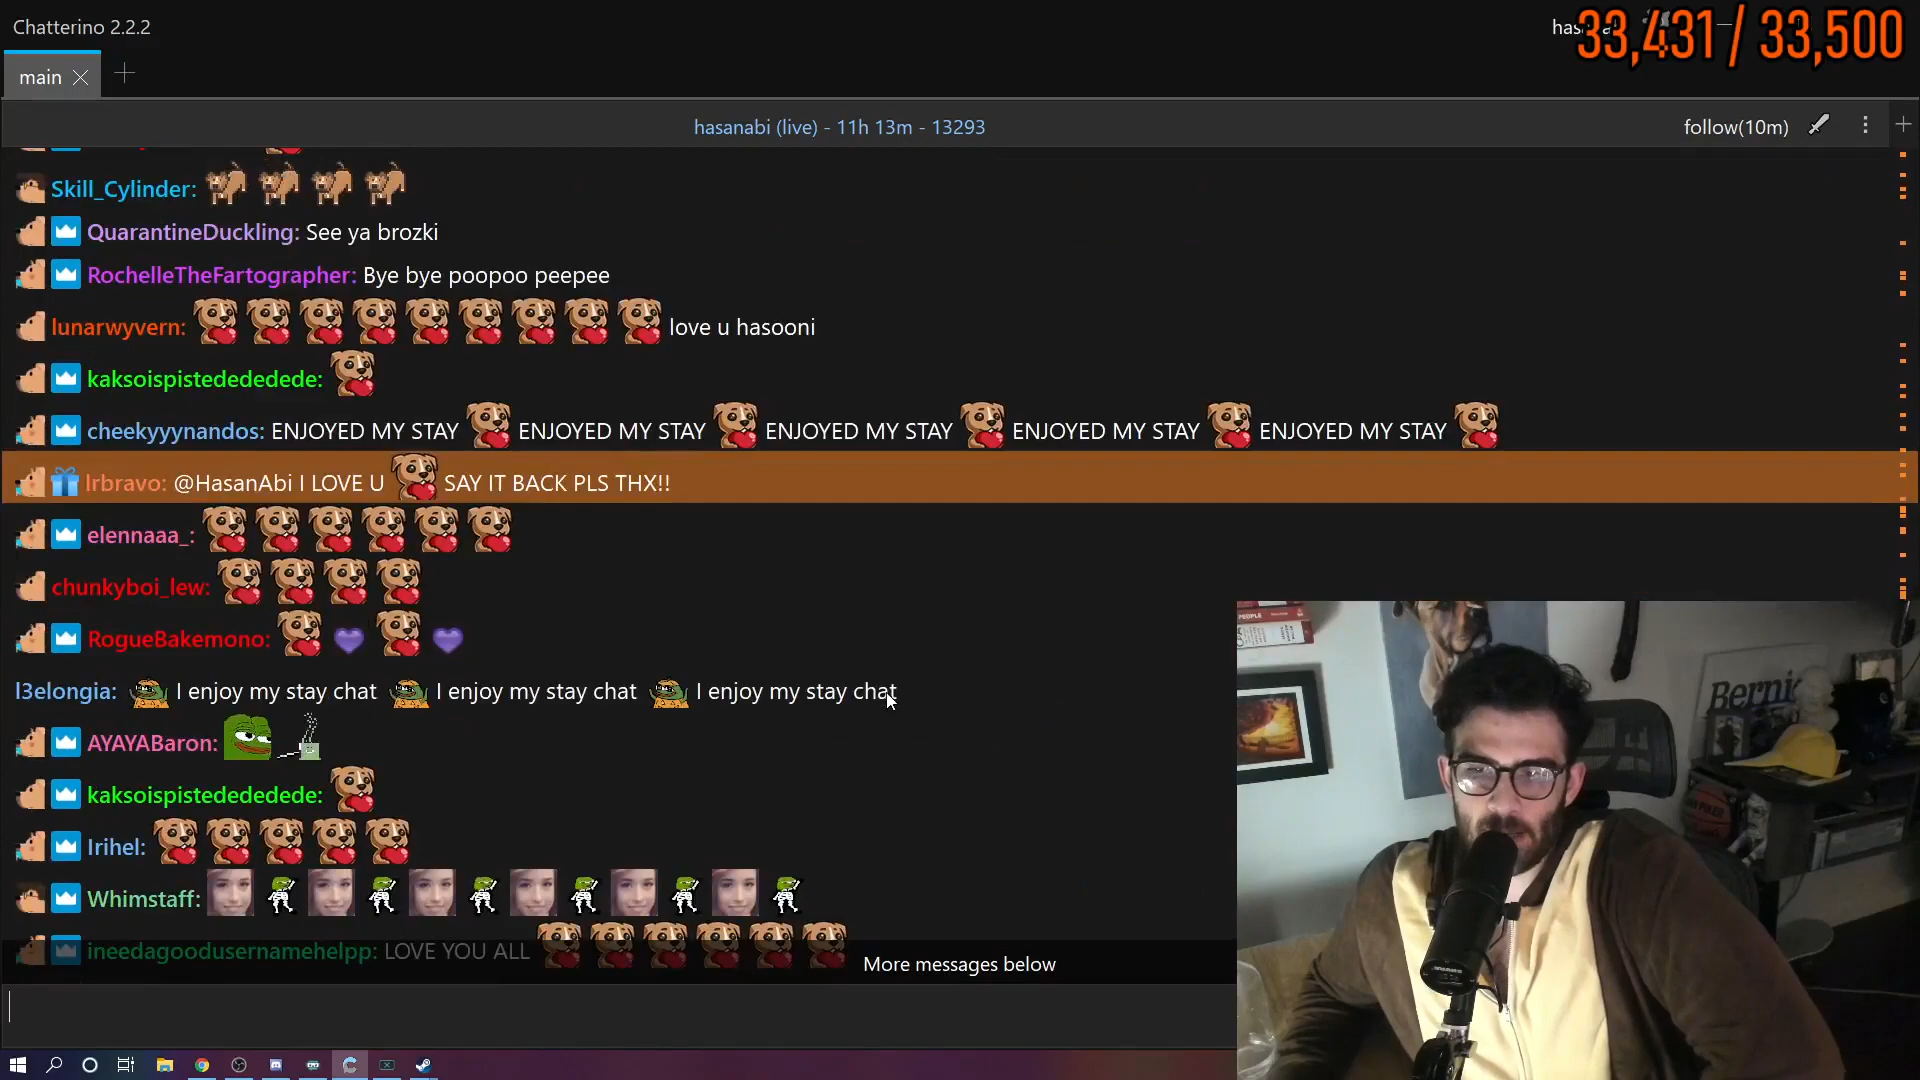 Chatterino 2.2.2
33,431 / 33,500
main
hasanabi (live) - 11h 13m - 13293
follow(10m)
Skill_Cylinder:
QuarantineDuckling: See ya brozki
RochelleTheFartographer: Bye bye poopoo peepee
lunarwyvern: love u hasooni
kaksoispistedededede:
cheekyyynandos: ENJOYED MY STAY ENJOYED MY STAY ENJOYED MY STAY ENJOYED MY STAY ENJOYED MY STAY
lrbravo: @HasanAbi I LOVE U SAY IT BACK PLS THX!!
elennaaa_:
chunkyboi_lew:
RogueBakemono:
l3elongia: I enjoy my stay chat I enjoy my stay chat I enjoy my stay chat
AYAYABaron:
kaksoispistedededede:
Irihel:
Whimstaff:
ineedagoodusernamehelpp: LOVE YOU ALL
More messages below
PEOPLE
Bernie